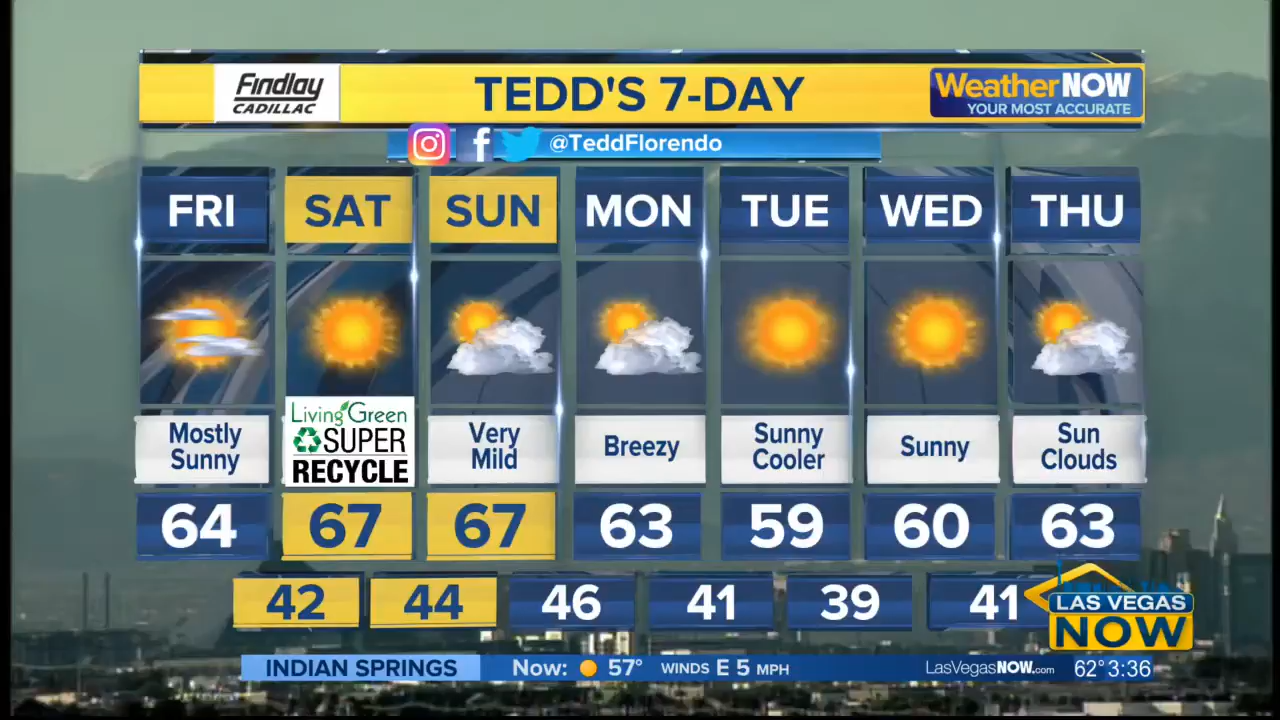 Findlay
CADILLAC
TEDD'S 7-DAY
WeatherNOW
YOUR MOST ACCURATE
@TeddFlorendo
FRI SAT SUN MON TUE WED THU
Living Green
SUPER
RECYCLE
Mostly
Sunny
Very
Mild
Breezy
Sunny
Cooler
Sunny
Sun
Clouds
64 67 67 63 59 60 63
42 44 46 41 39 41
LAS VEGAS
NOW
INDIAN SPRINGS Now: 57° WINDS E 5 MPH LasVegasNOW.com 62° 3:36